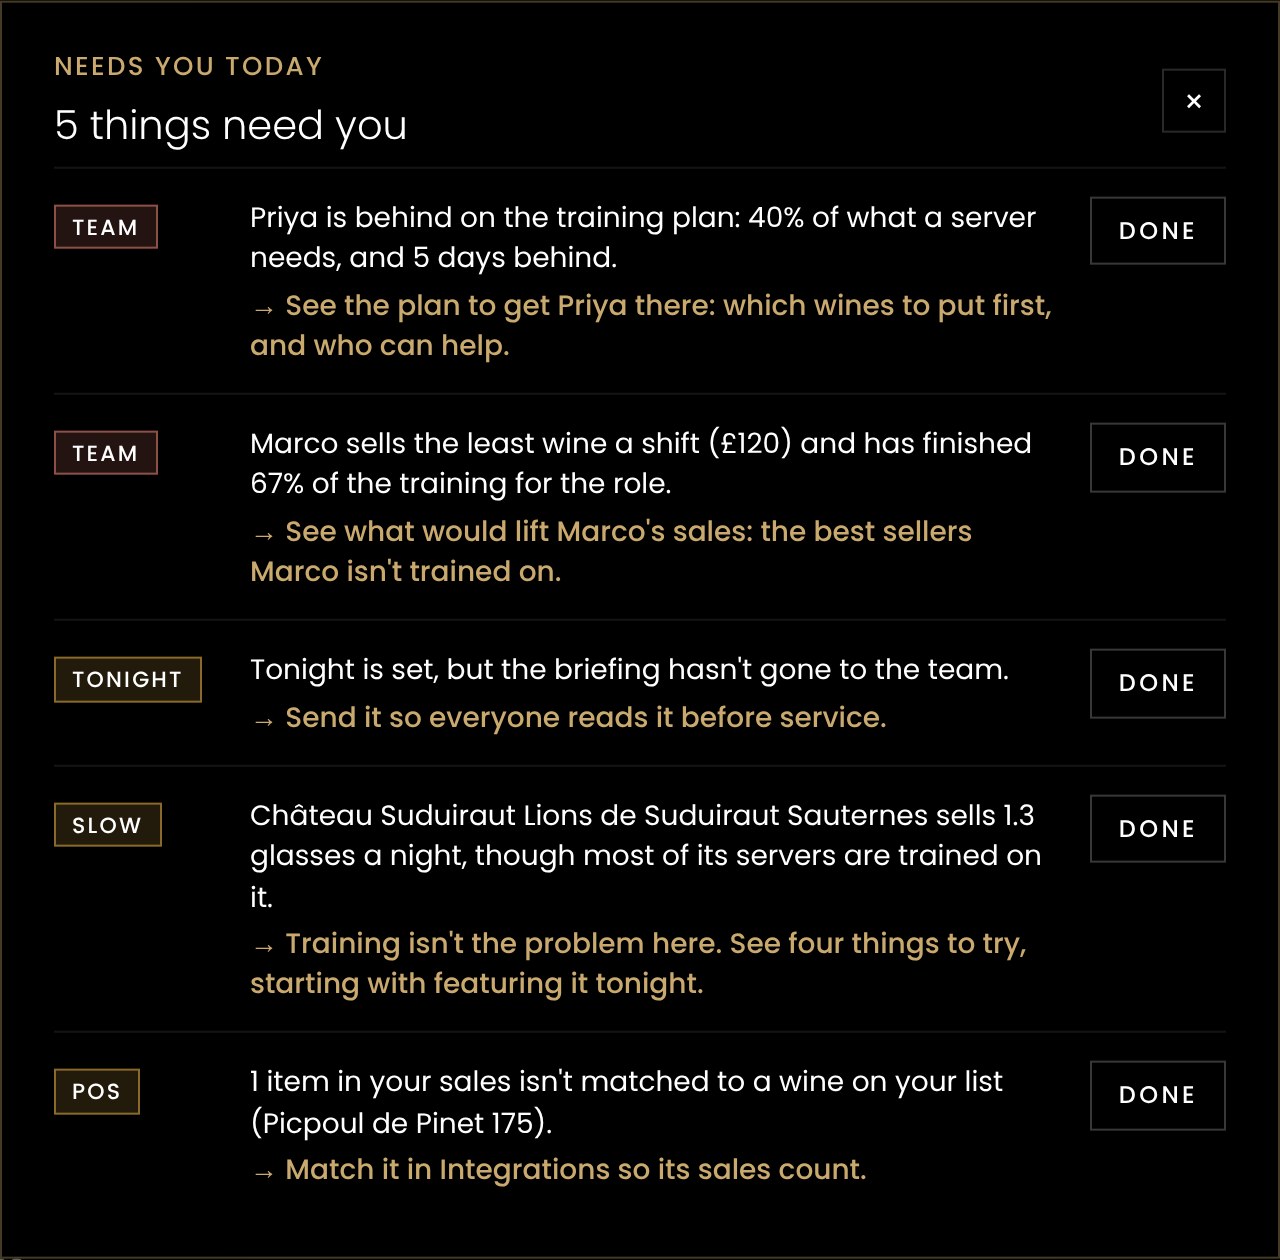 NEEDS YOU TODAY
5 things need you
×
TEAM
Priya is behind on the training plan: 40% of what a server
needs, and 5 days behind.
→ See the plan to get Priya there: which wines to put first,
and who can help.
DONE
TEAM
Marco sells the least wine a shift (£120) and has finished
67% of the training for the role.
→ See what would lift Marco's sales: the best sellers
Marco isn't trained on.
DONE
TONIGHT
Tonight is set, but the briefing hasn't gone to the team.
→ Send it so everyone reads it before service.
DONE
SLOW
Château Suduiraut Lions de Suduiraut Sauternes sells 1.3
glasses a night, though most of its servers are trained on
it.
→ Training isn't the problem here. See four things to try,
starting with featuring it tonight.
DONE
POS
1 item in your sales isn't matched to a wine on your list
(Picpoul de Pinet 175).
→ Match it in Integrations so its sales count.
DONE